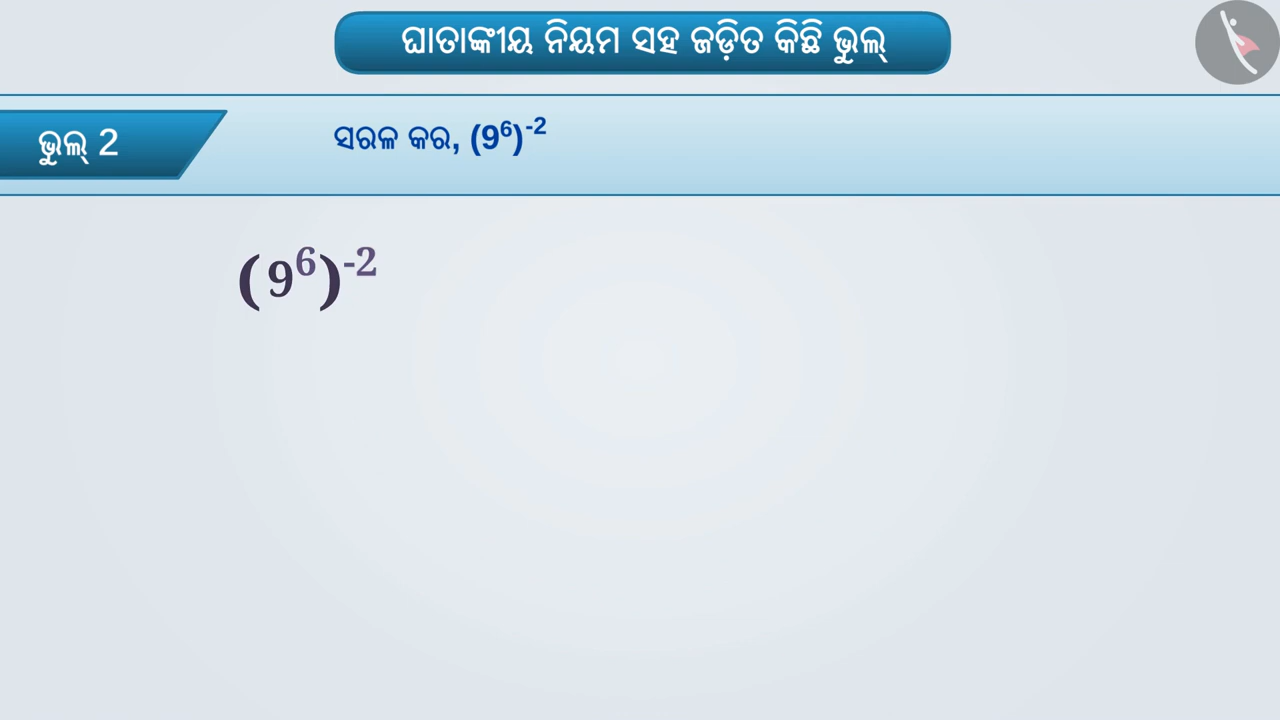 ଘାତାଙ୍କୀୟ ନିୟମ ସହ ଜଡ଼ିତ କିଛି ଭୁଲ୍
ଭୁଲ୍ 2
ସରଳ କର, (9⁶)⁻²
(9⁶)⁻²